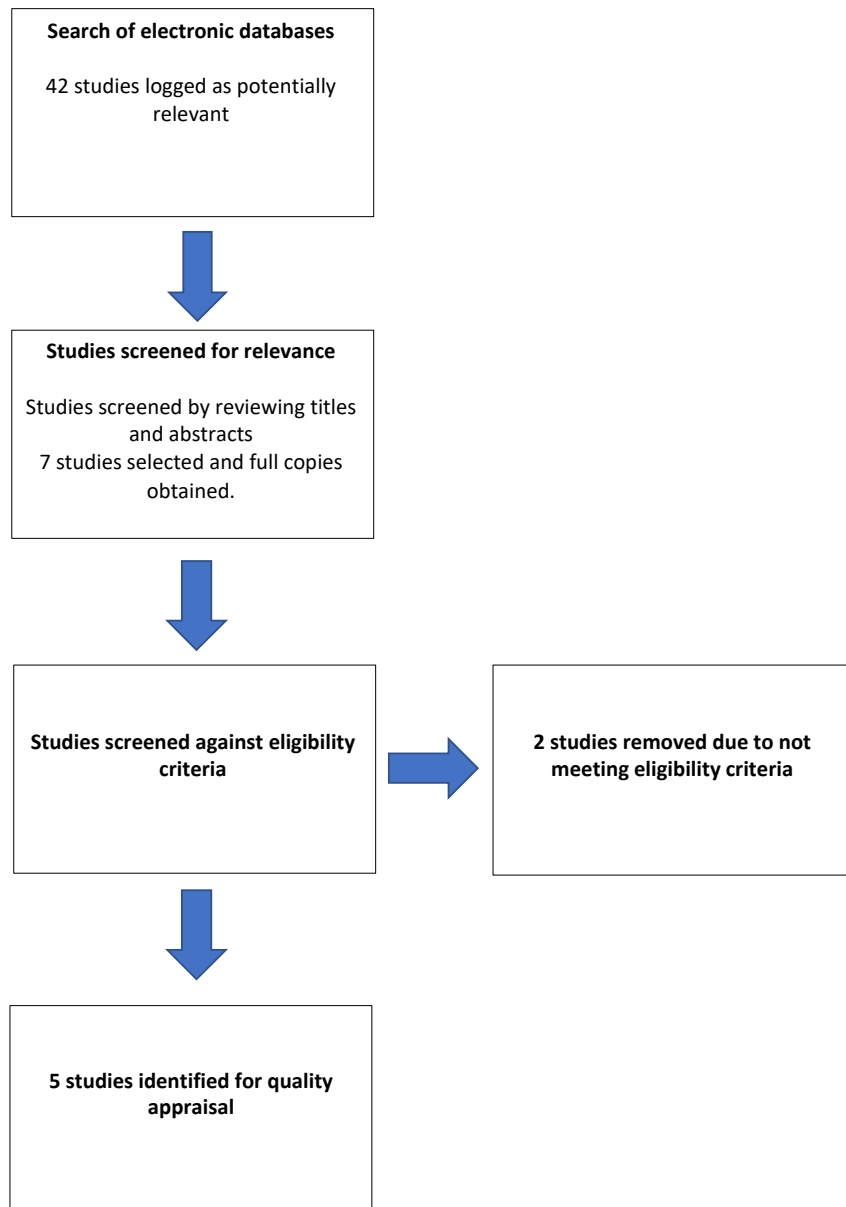 Search of electronic databases
42 studies logged as potentially
relevant
Studies screened for relevance
Studies screened by reviewing titles
and abstracts
7 studies selected and full copies
obtained.
Studies screened against eligibility
criteria
2 studies removed due to not
meeting eligibility criteria
5 studies identified for quality
appraisal